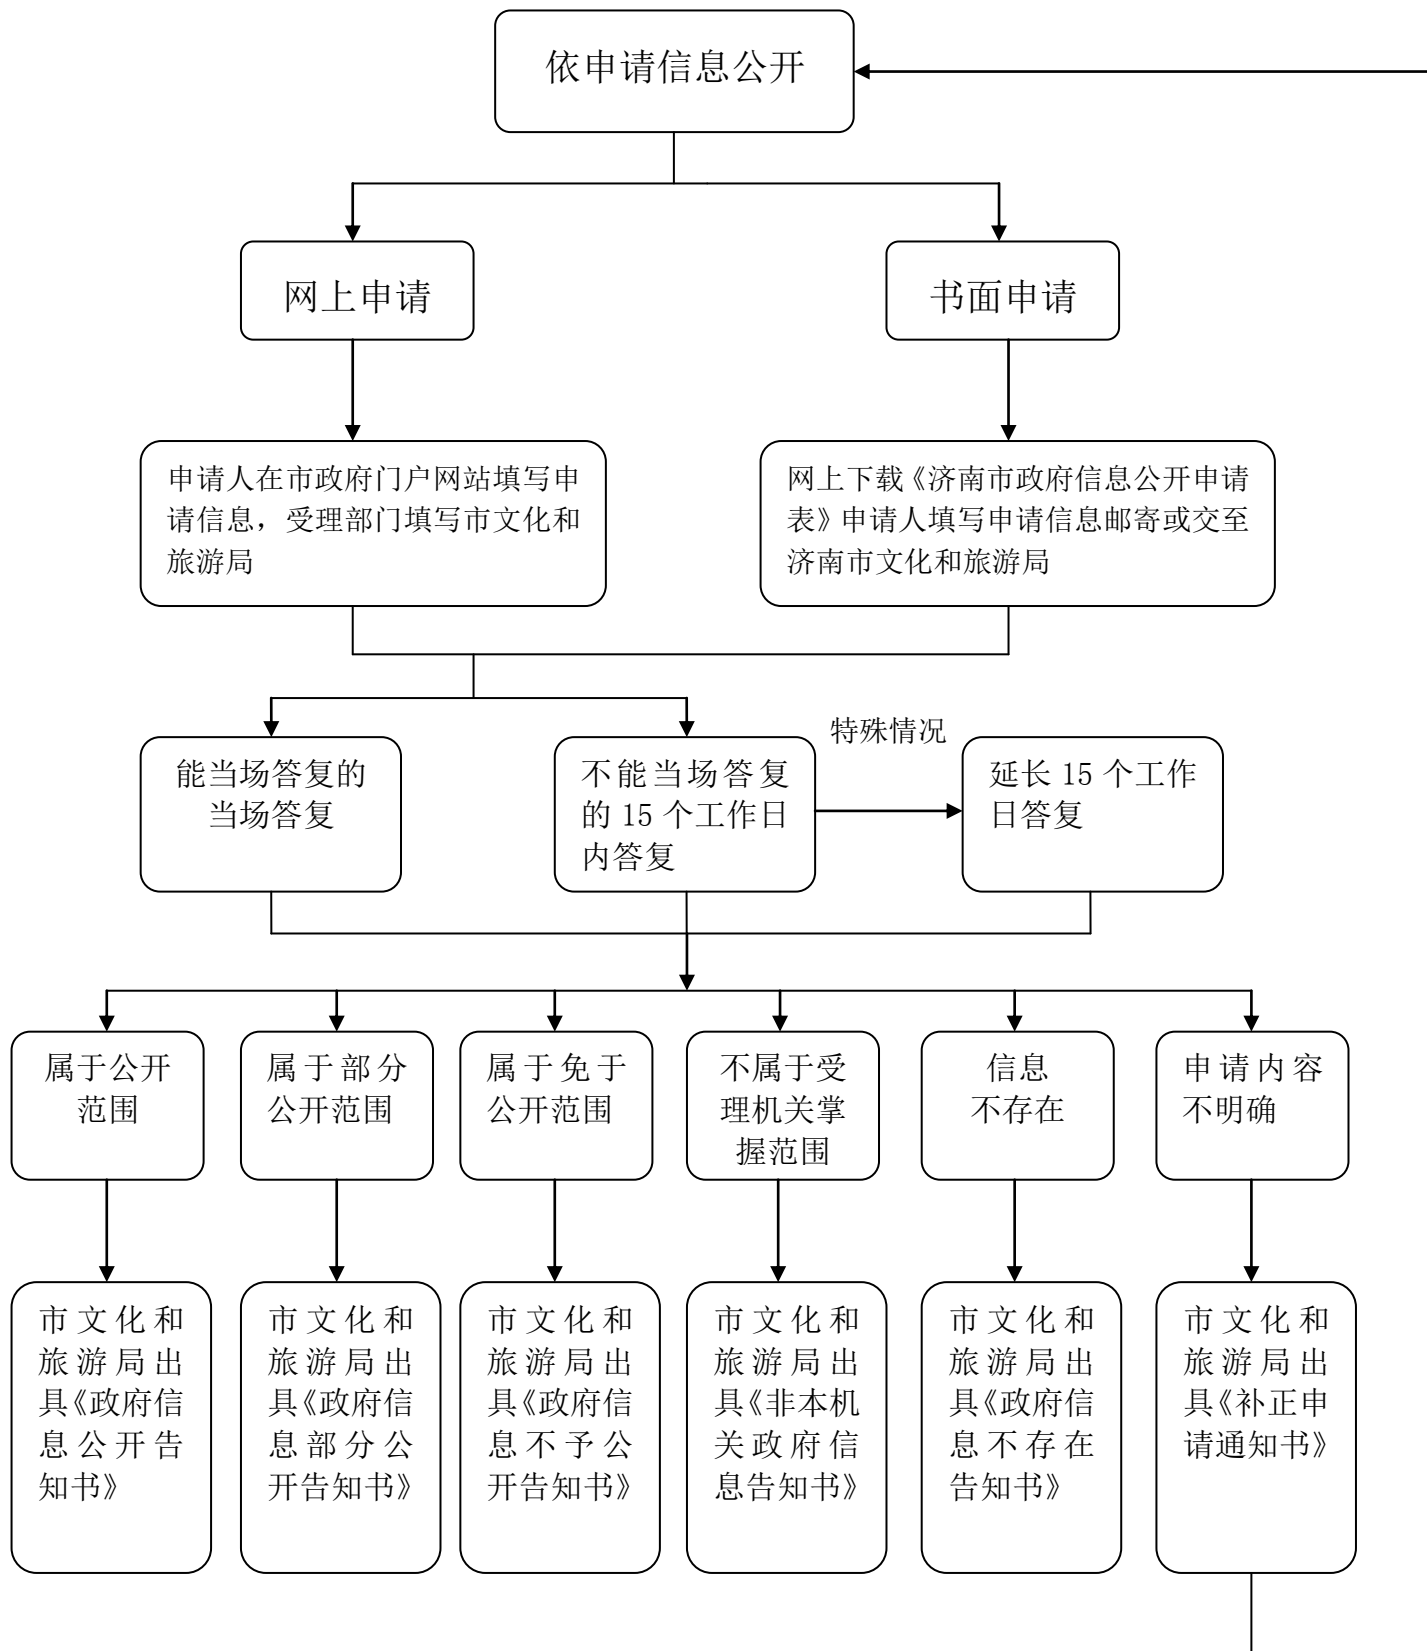 依申请信息公开
网上申请
书面申请
申请人在市政府门户网站填写申
请信息，受理部门填写市文化和
旅游局
网上下载《济南市政府信息公开申请
表》申请人填写申请信息邮寄或交至
济南市文化和旅游局
能当场答复的
当场答复
不能当场答复
的 15 个工作日
内答复
特殊情况
延长 15 个工作
日答复
属于公开
范围
属于部分
公开范围
属于免于
公开范围
不属于受
理机关掌
握范围
信息
不存在
申请内容
不明确
市文化和
旅游局出
具《政府信
息公开告
知书》
市文化和
旅游局出
具《政府信
息部分公
开告知书》
市文化和
旅游局出
具《政府信
息不予公
开告知书》
市文化和
旅游局出
具《非本机
关政府信
息告知书》
市文化和
旅游局出
具《政府信
息不存在
告知书》
市文化和
旅游局出
具《补正申
请通知书》